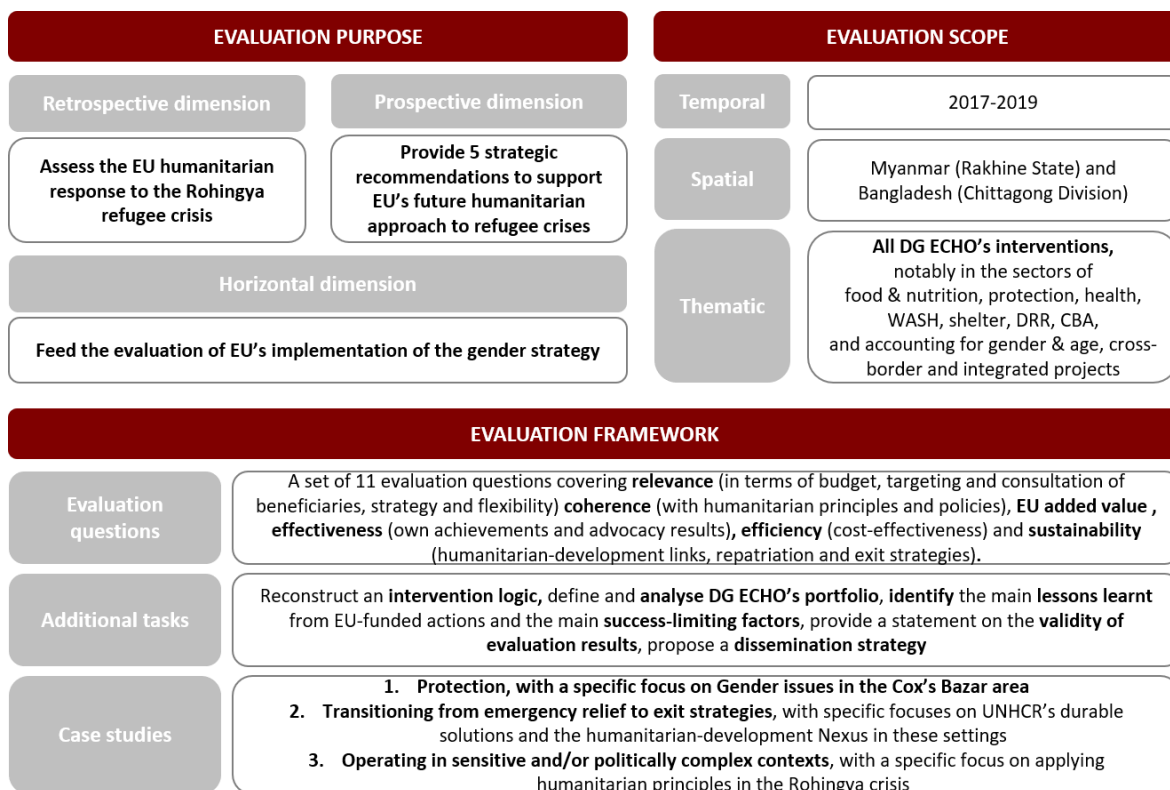 EVALUATION PURPOSE
Retrospective dimension
Assess the EU humanitarian
response to the Rohingya
refugee crisis
Prospective dimension
Provide 5 strategic
recommendations to support
EU's future humanitarian
approach to refugee crises
Horizontal dimension
Feed the evaluation of EU's implementation of the gender strategy
EVALUATION SCOPE
Temporal
2017-2019
Spatial
Myanmar (Rakhine State) and
Bangladesh (Chittagong Division)
Thematic
All DG ECHO's interventions,
notably in the sectors of
food & nutrition, protection, health,
WASH, shelter, DRR, CBA,
and accounting for gender & age, cross-
border and integrated projects
EVALUATION FRAMEWORK
Evaluation
questions
A set of 11 evaluation questions covering relevance (in terms of budget, targeting and consultation of
beneficiaries, strategy and flexibility) coherence (with humanitarian principles and policies), EU added value ,
effectiveness (own achievements and advocacy results), efficiency (cost-effectiveness) and sustainability
(humanitarian-development links, repatriation and exit strategies).
Additional tasks
Reconstruct an intervention logic, define and analyse DG ECHO's portfolio, identify the main lessons learnt
from EU-funded actions and the main success-limiting factors, provide a statement on the validity of
evaluation results, propose a dissemination strategy
Case studies
1. Protection, with a specific focus on Gender issues in the Cox's Bazar area
2. Transitioning from emergency relief to exit strategies, with specific focuses on UNHCR's durable
solutions and the humanitarian-development Nexus in these settings
3. Operating in sensitive and/or politically complex contexts, with a specific focus on applying
humanitarian principles in the Rohingya crisis